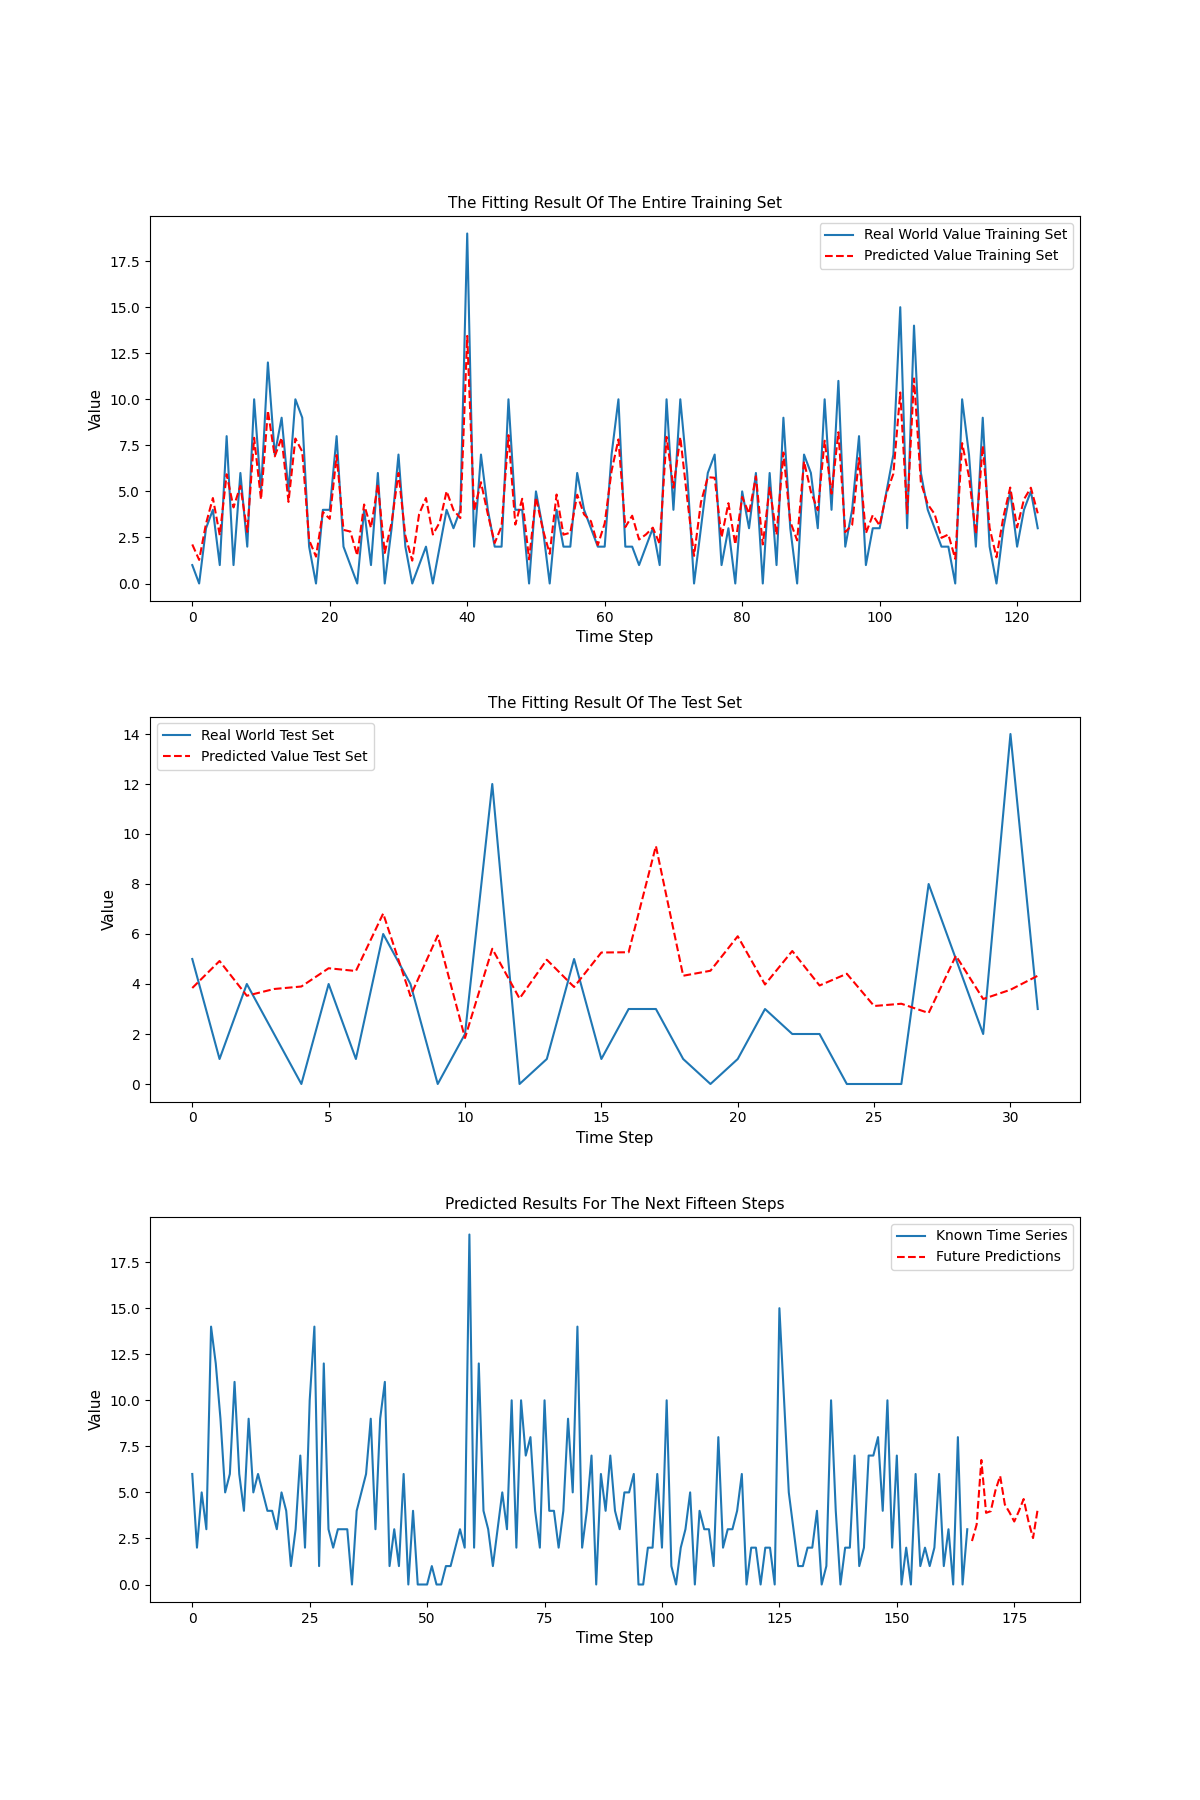 The Fitting Result Of The Entire Training Set
Real World Value Training Set
Predicted Value Training Set
Value
17.5
15.0
12.5
10.0
7.5
5.0
2.5
0.0
0 20 40 60 80 100 120
Time Step
The Fitting Result Of The Test Set
Real World Test Set
Predicted Value Test Set
Value
14
12
10
8
6
4
2
0
0 5 10 15 20 25 30
Time Step
Predicted Results For The Next Fifteen Steps
Known Time Series
Future Predictions
Value
17.5
15.0
12.5
10.0
7.5
5.0
2.5
0.0
0 25 50 75 100 125 150 175
Time Step